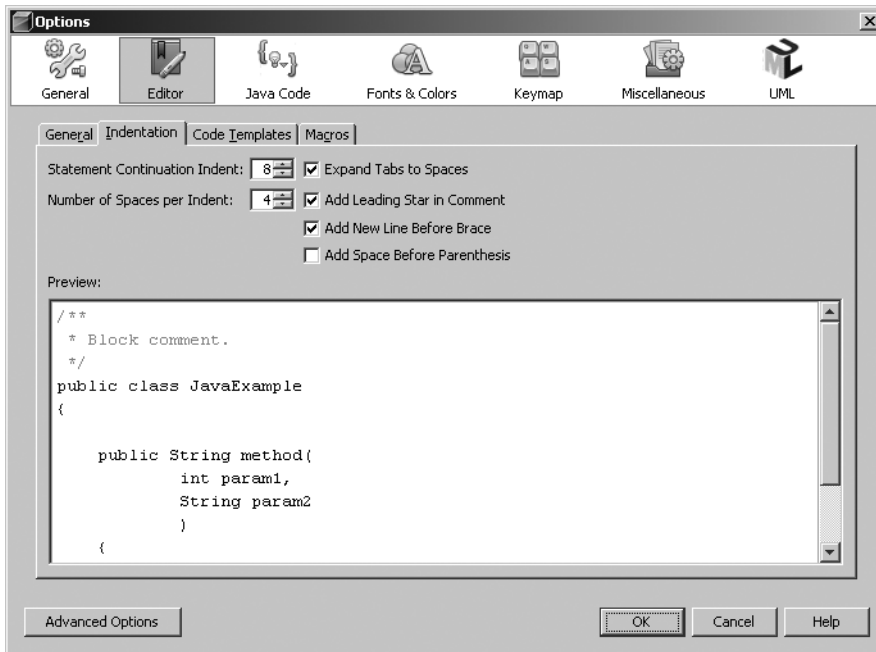 Options
General Editor Java Code Fonts & Colors Keymap Miscellaneous UML
General Indentation Code Templates Macros
Statement Continuation Indent: 8 Expand Tabs to Spaces
Number of Spaces per Indent: 4 Add Leading Star in Comment
Add New Line Before Brace
Add Space Before Parenthesis
Preview:
/**
 * Block comment.
 */
public class JavaExample
{
    public String method(
            int param1,
            String param2
            )
    {
Advanced Options OK Cancel Help